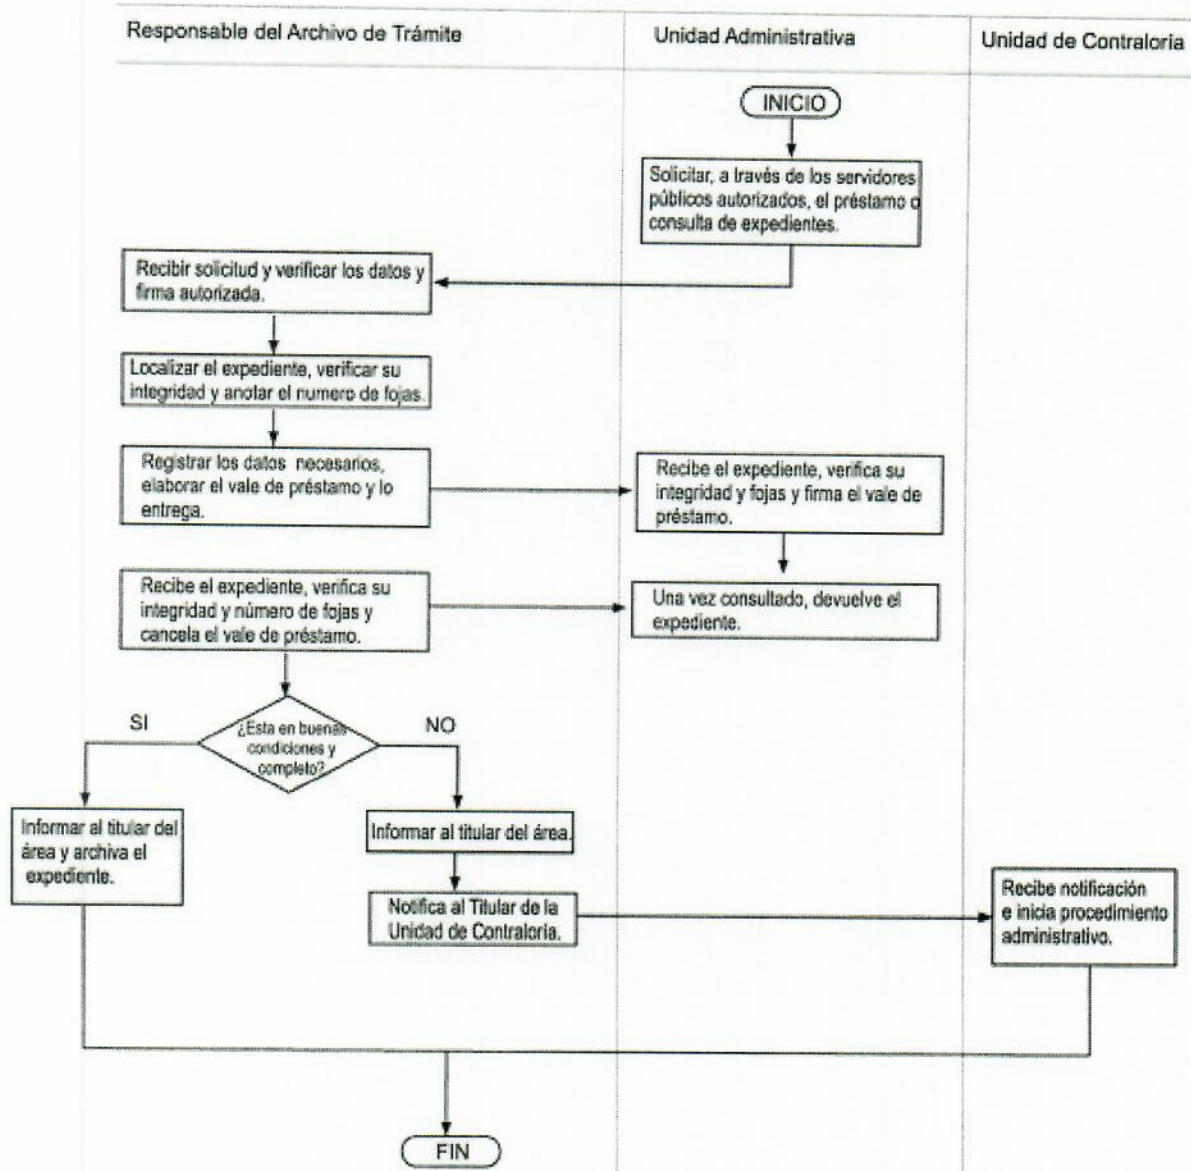 Responsable del Archivo de Trámite
Unidad Administrativa
Unidad de Contraloria
INICIO
Solicitar, a través de los servidores
públicos autorizados, el préstamo o
consulta de expedientes.
Recibir solicitud y verificar los datos y
firma autorizada.
Localizar el expediente, verificar su
integridad y anotar el numero de fojas.
Registrar los datos necesarios,
elaborar el vale de préstamo y lo
entrega.
Recibe el expediente, verifica su
integridad y fojas y firma el vale de
préstamo.
Recibe el expediente, verifica su
integridad y número de fojas y
cancela el vale de préstamo.
Una vez consultado, devuelve el
expediente.
SI
¿Esta en buenas
condiciones y
completo?
NO
Informar al titular del
área y archiva el
expediente.
Informar al titular del área.
Notifica al Titular de la
Unidad de Contraloria.
Recibe notificación
e inicia procedimiento
administrativo.
FIN